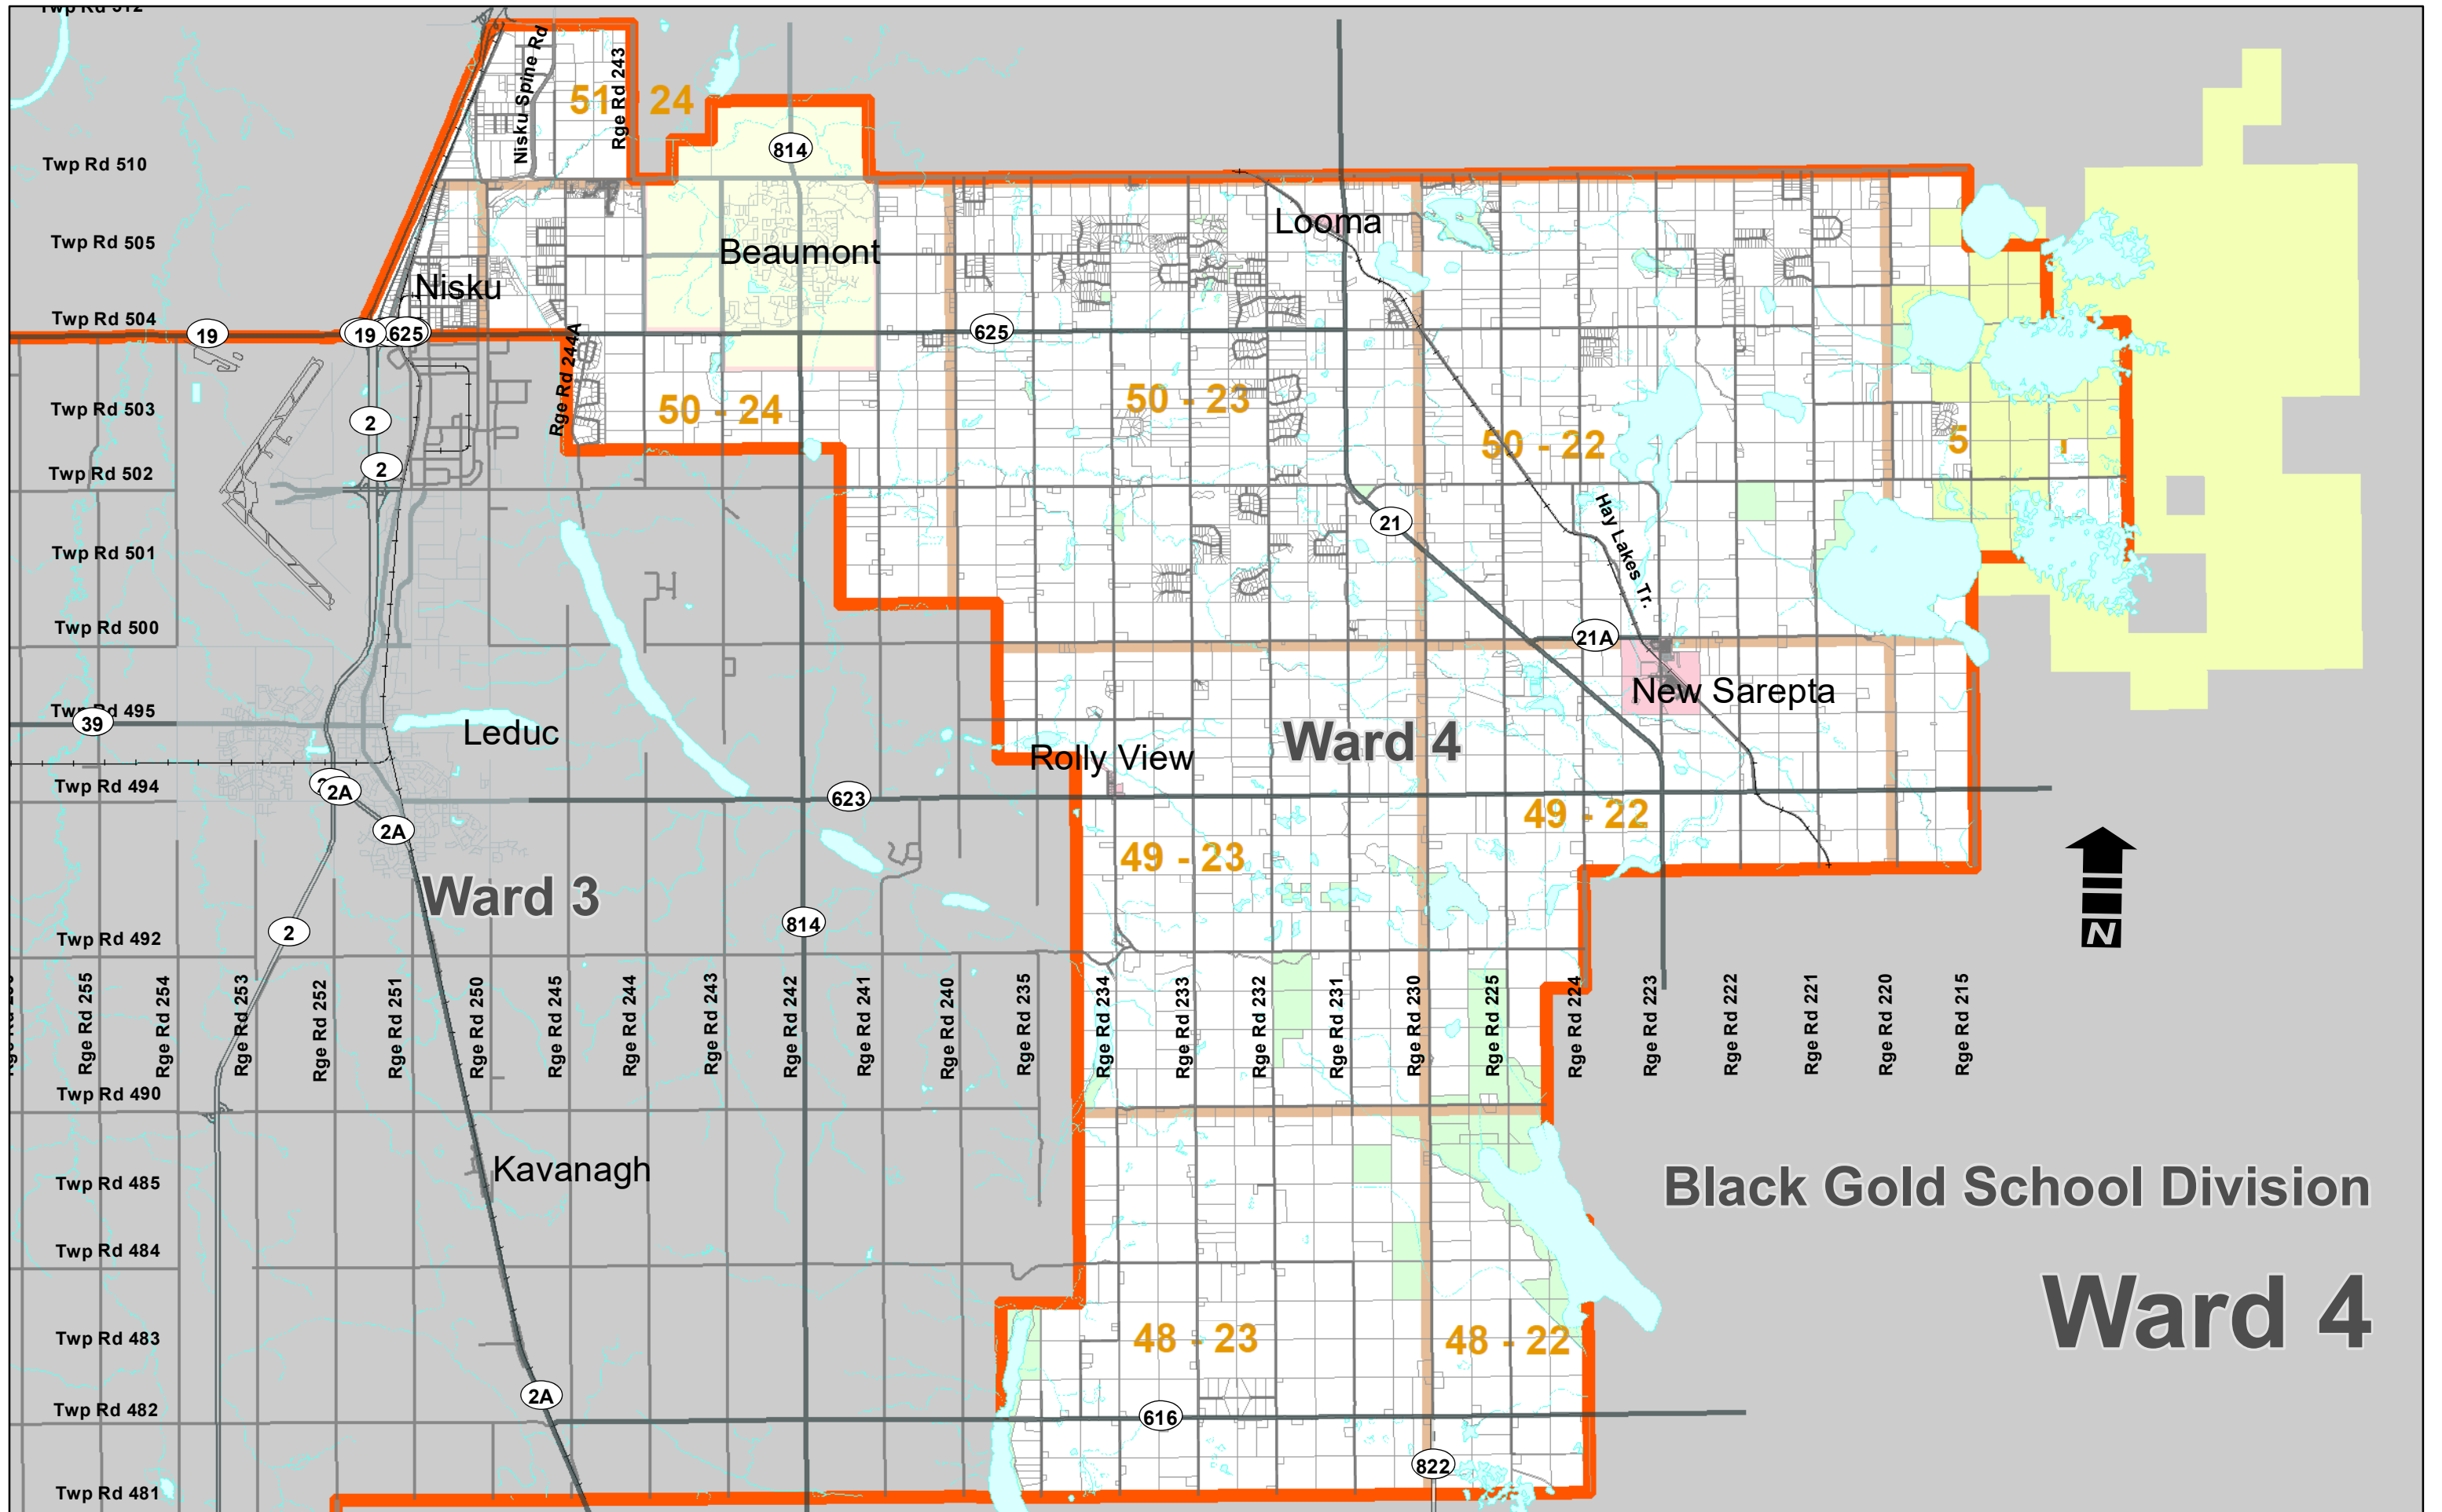 Twp Rd 512
Nisku Spine Rd
Rge Rd 243
51
24
814
Twp Rd 510
Looma
Twp Rd 505
Beaumont
Nisku
Twp Rd 504
19
19
625
625
Rge Rd 244A
2
Twp Rd 503
50 - 24
50 - 23
50 - 22
5
2
Twp Rd 502
Hay Lakes Tr.
21
Twp Rd 501
Twp Rd 500
21A
New Sarepta
Twp Rd 495
39
Leduc
Ward 4
Rolly View
Twp Rd 494
2A
623
49 - 22
2A
49 - 23
Ward 3
814
2
Twp Rd 492
N
Rge Rd 255
Rge Rd 254
Rge Rd 253
Rge Rd 252
Rge Rd 251
Rge Rd 250
Rge Rd 245
Rge Rd 244
Rge Rd 243
Rge Rd 242
Rge Rd 241
Rge Rd 240
Rge Rd 235
Rge Rd 234
Rge Rd 233
Rge Rd 232
Rge Rd 231
Rge Rd 230
Rge Rd 225
Rge Rd 224
Rge Rd 223
Rge Rd 222
Rge Rd 221
Rge Rd 220
Rge Rd 215
Twp Rd 490
Kavanagh
Twp Rd 485
Black Gold School Division
Twp Rd 484
Ward 4
Twp Rd 483
48 - 23
48 - 22
2A
Twp Rd 482
616
822
Twp Rd 481